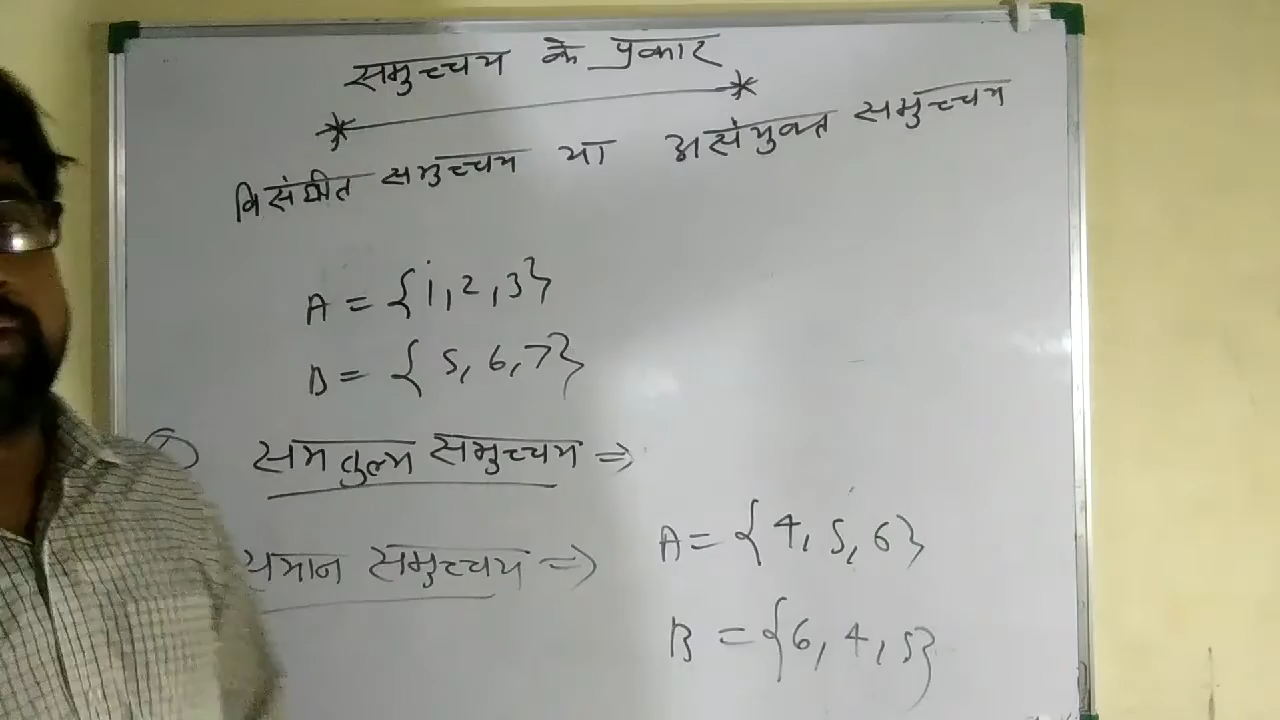 समुच्चय के प्रकार
विसंघीत समुच्चय या असंयुक्त समुच्चय
A = {1, 2, 3}
B = { 5, 6, 7}
समतुल्य समुच्चय ⇒
समान समुच्चय ⇒
A = {4, 5, 6}
B = {6, 4, 5}